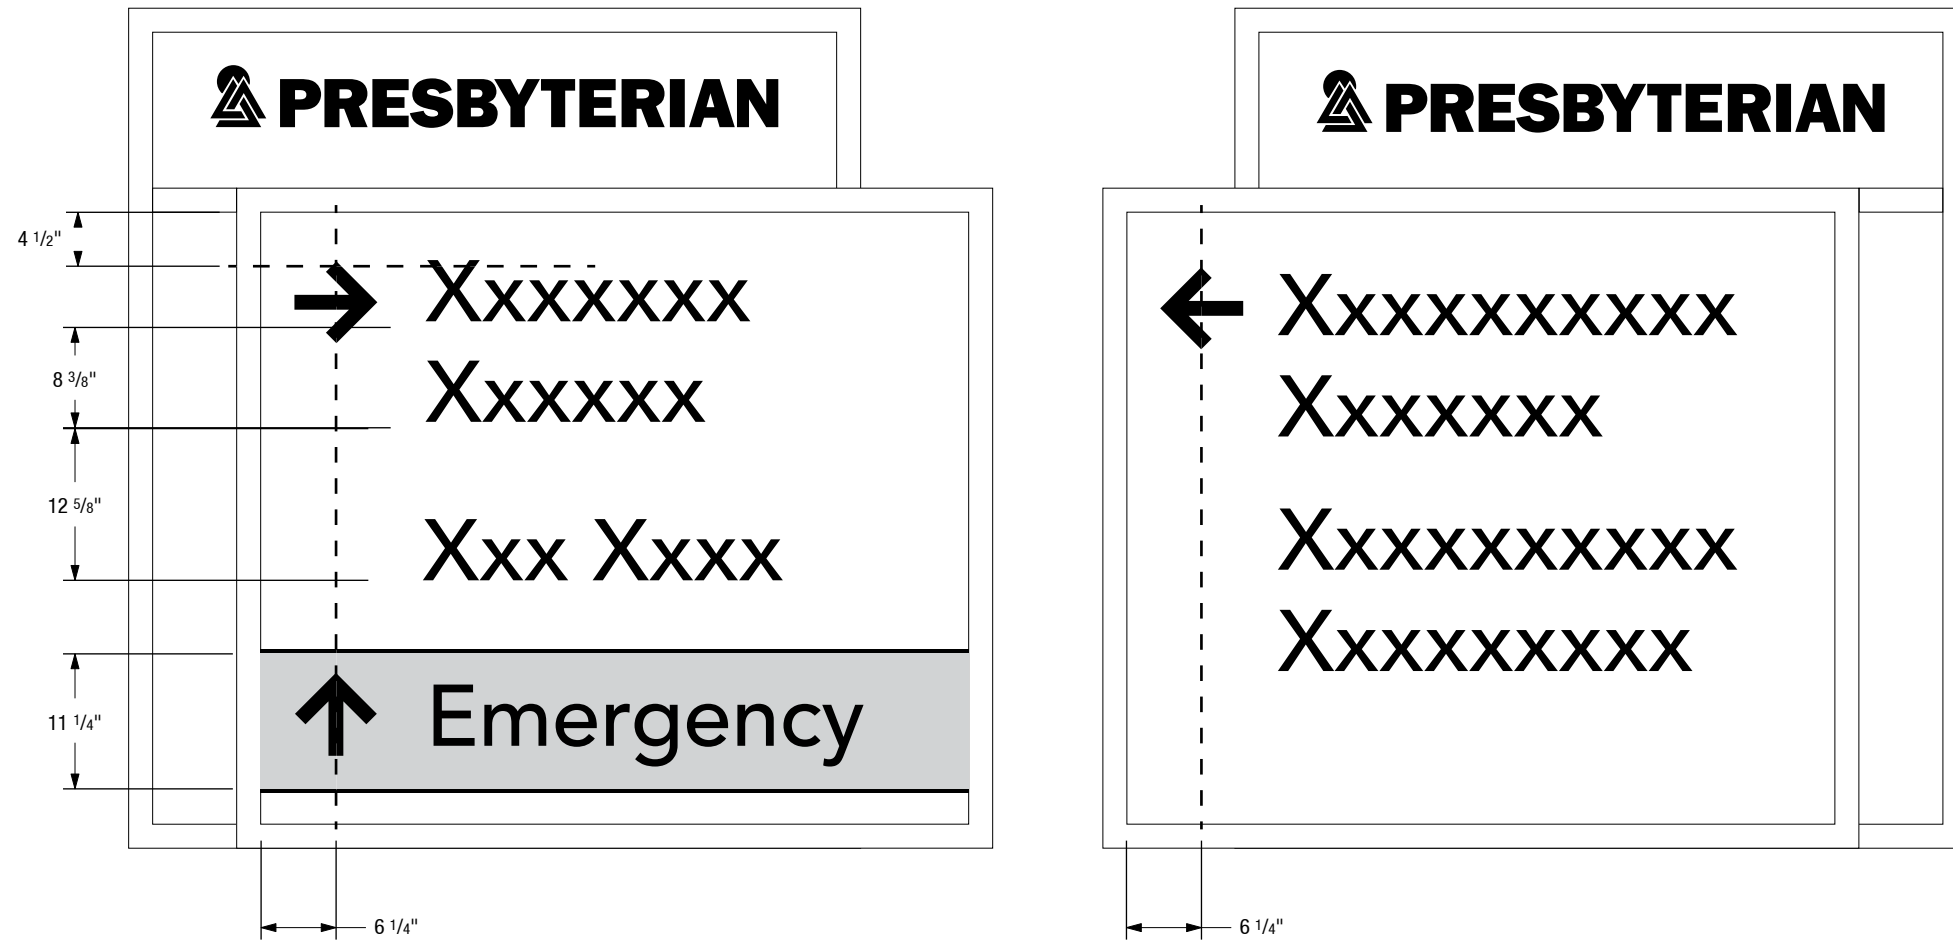 PRESBYTERIAN
4 1/2"
8 3/8"
12 5/8"
11 1/4"
Xxxxxxx
Xxxxxx
Xxx Xxxx
Emergency
6 1/4"
PRESBYTERIAN
Xxxxxxxxxx
Xxxxxxx
Xxxxxxxxxx
Xxxxxxxxx
6 1/4"